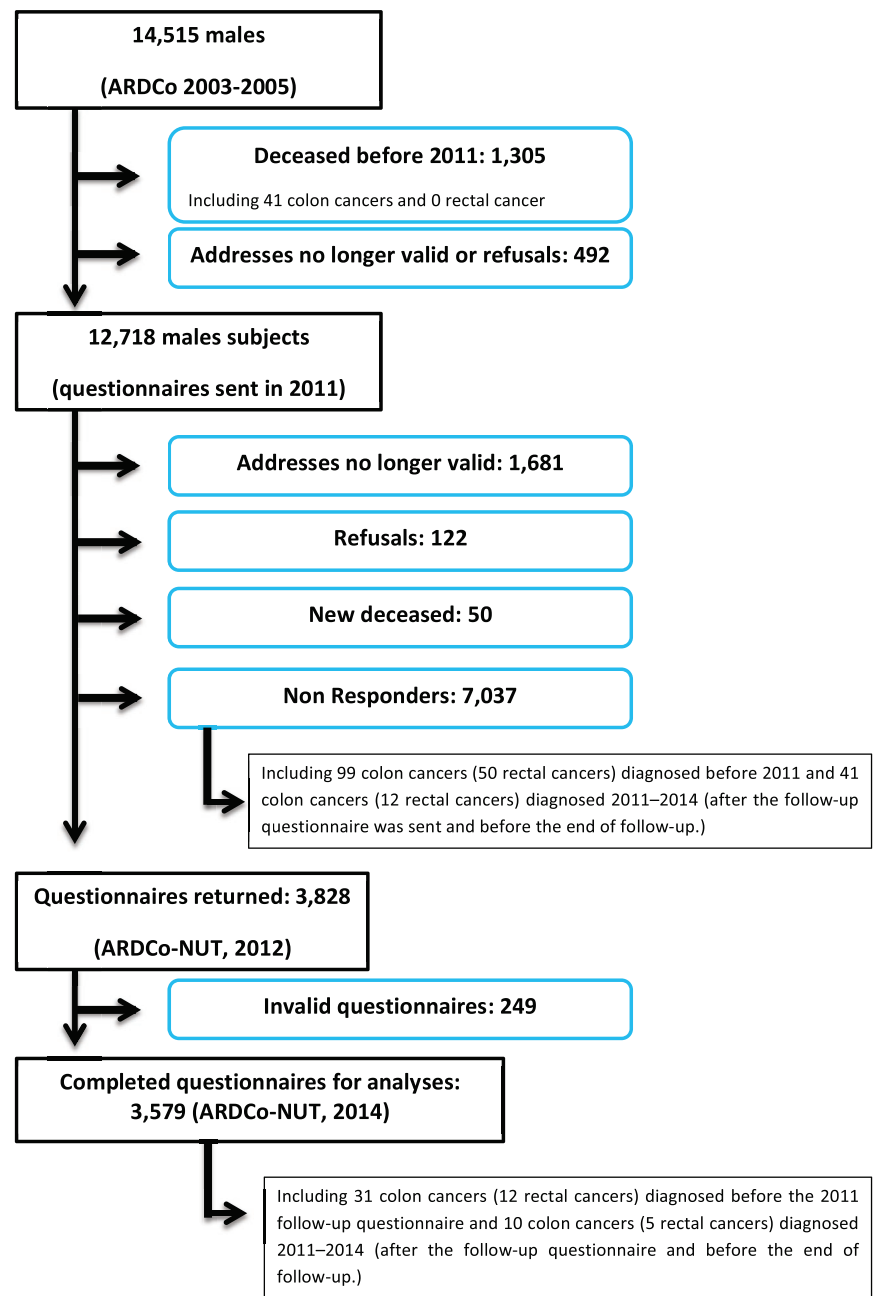 14,515 males
(ARDCo 2003-2005)
Deceased before 2011: 1,305
Including 41 colon cancers and 0 rectal cancer
Addresses no longer valid or refusals: 492
12,718 males subjects
(questionnaires sent in 2011)
Addresses no longer valid: 1,681
Refusals: 122
New deceased: 50
Non Responders: 7,037
Including 99 colon cancers (50 rectal cancers) diagnosed before 2011 and 41
colon cancers (12 rectal cancers) diagnosed 2011–2014 (after the follow-up
questionnaire was sent and before the end of follow-up.)
Questionnaires returned: 3,828
(ARDCo-NUT, 2012)
Invalid questionnaires: 249
Completed questionnaires for analyses:
3,579 (ARDCo-NUT, 2014)
Including 31 colon cancers (12 rectal cancers) diagnosed before the 2011
follow-up questionnaire and 10 colon cancers (5 rectal cancers) diagnosed
2011–2014 (after the follow-up questionnaire and before the end of
follow-up.)